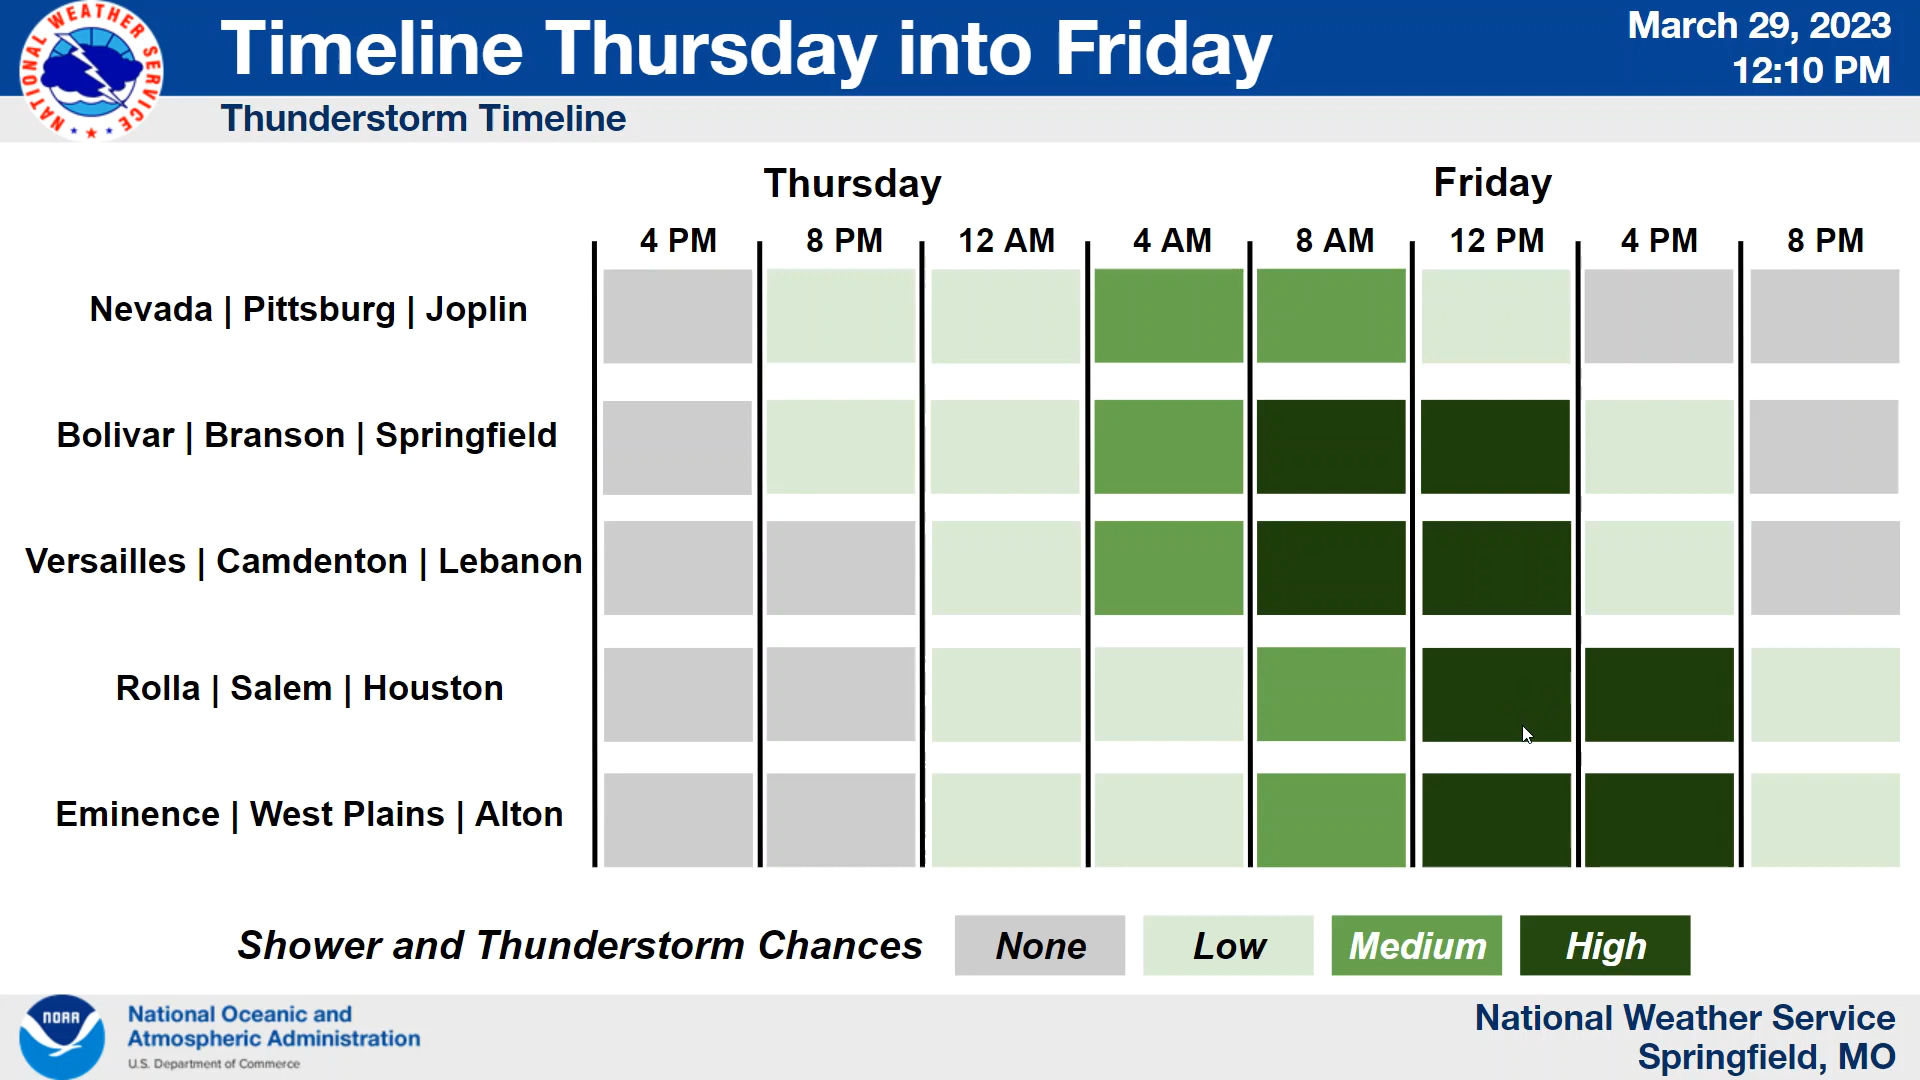 NATIONAL WEATHER SERVICE
Timeline Thursday into Friday
March 29, 2023
12:10 PM
Thunderstorm Timeline
Thursday Friday
4 PM 8 PM 12 AM 4 AM 8 AM 12 PM 4 PM 8 PM
Nevada | Pittsburg | Joplin
Bolivar | Branson | Springfield
Versailles | Camdenton | Lebanon
Rolla | Salem | Houston
Eminence | West Plains | Alton
Shower and Thunderstorm Chances None Low Medium High
NOAA
National Oceanic and
Atmospheric Administration
U.S. Department of Commerce
National Weather Service
Springfield, MO